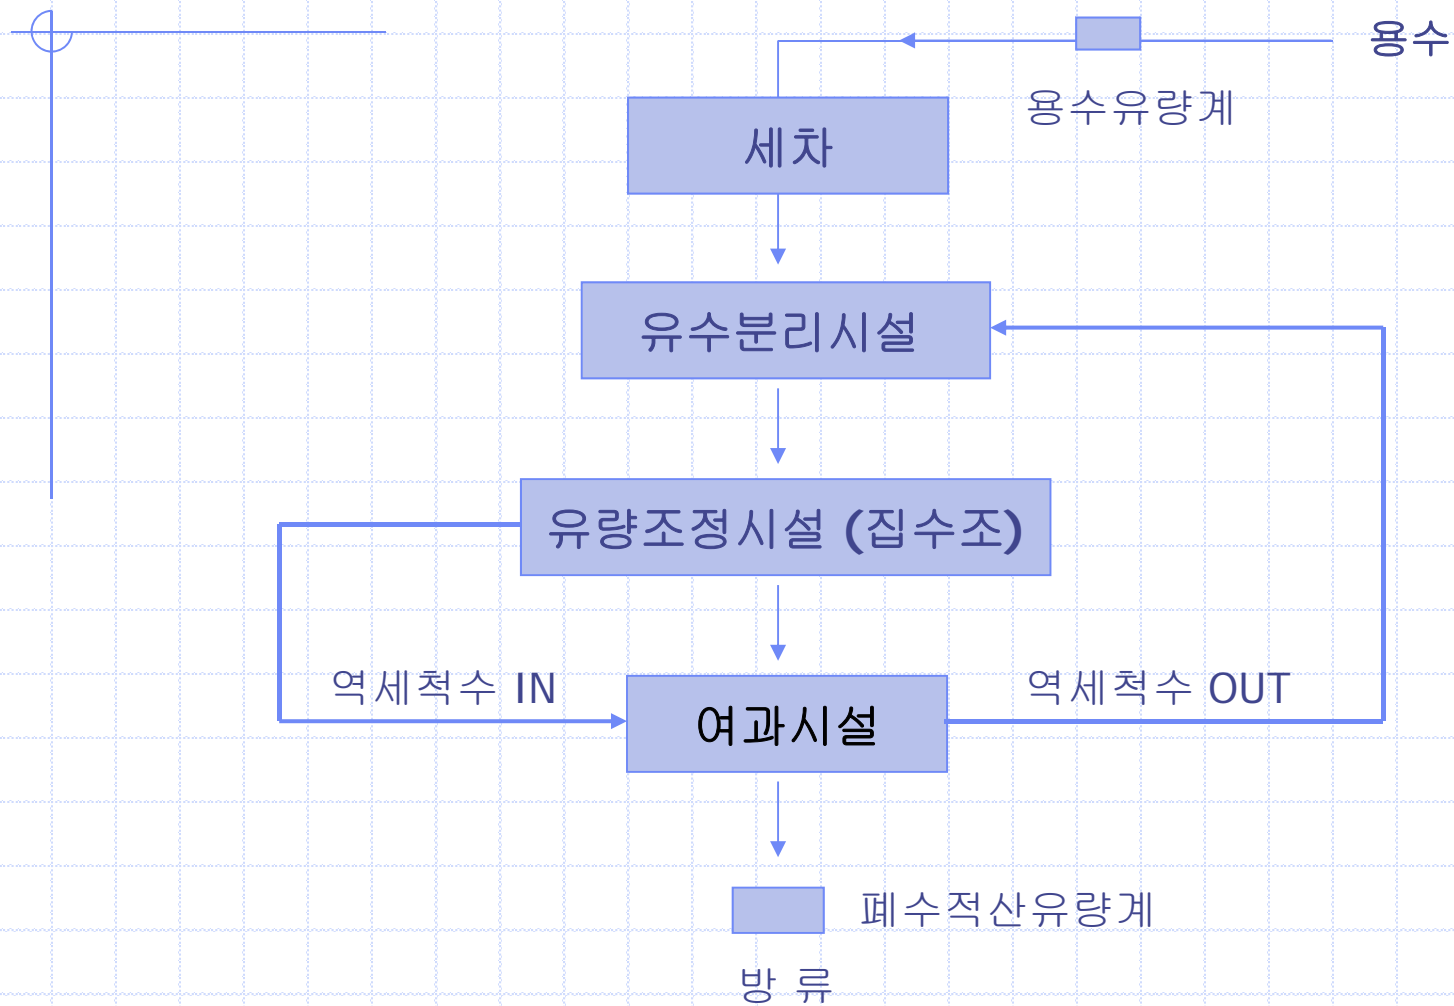 용수
용수유량계
세차
유수분리시설
유량조정시설 (집수조)
역세척수 IN
역세척수 OUT
여과시설
폐수적산유량계
방 류